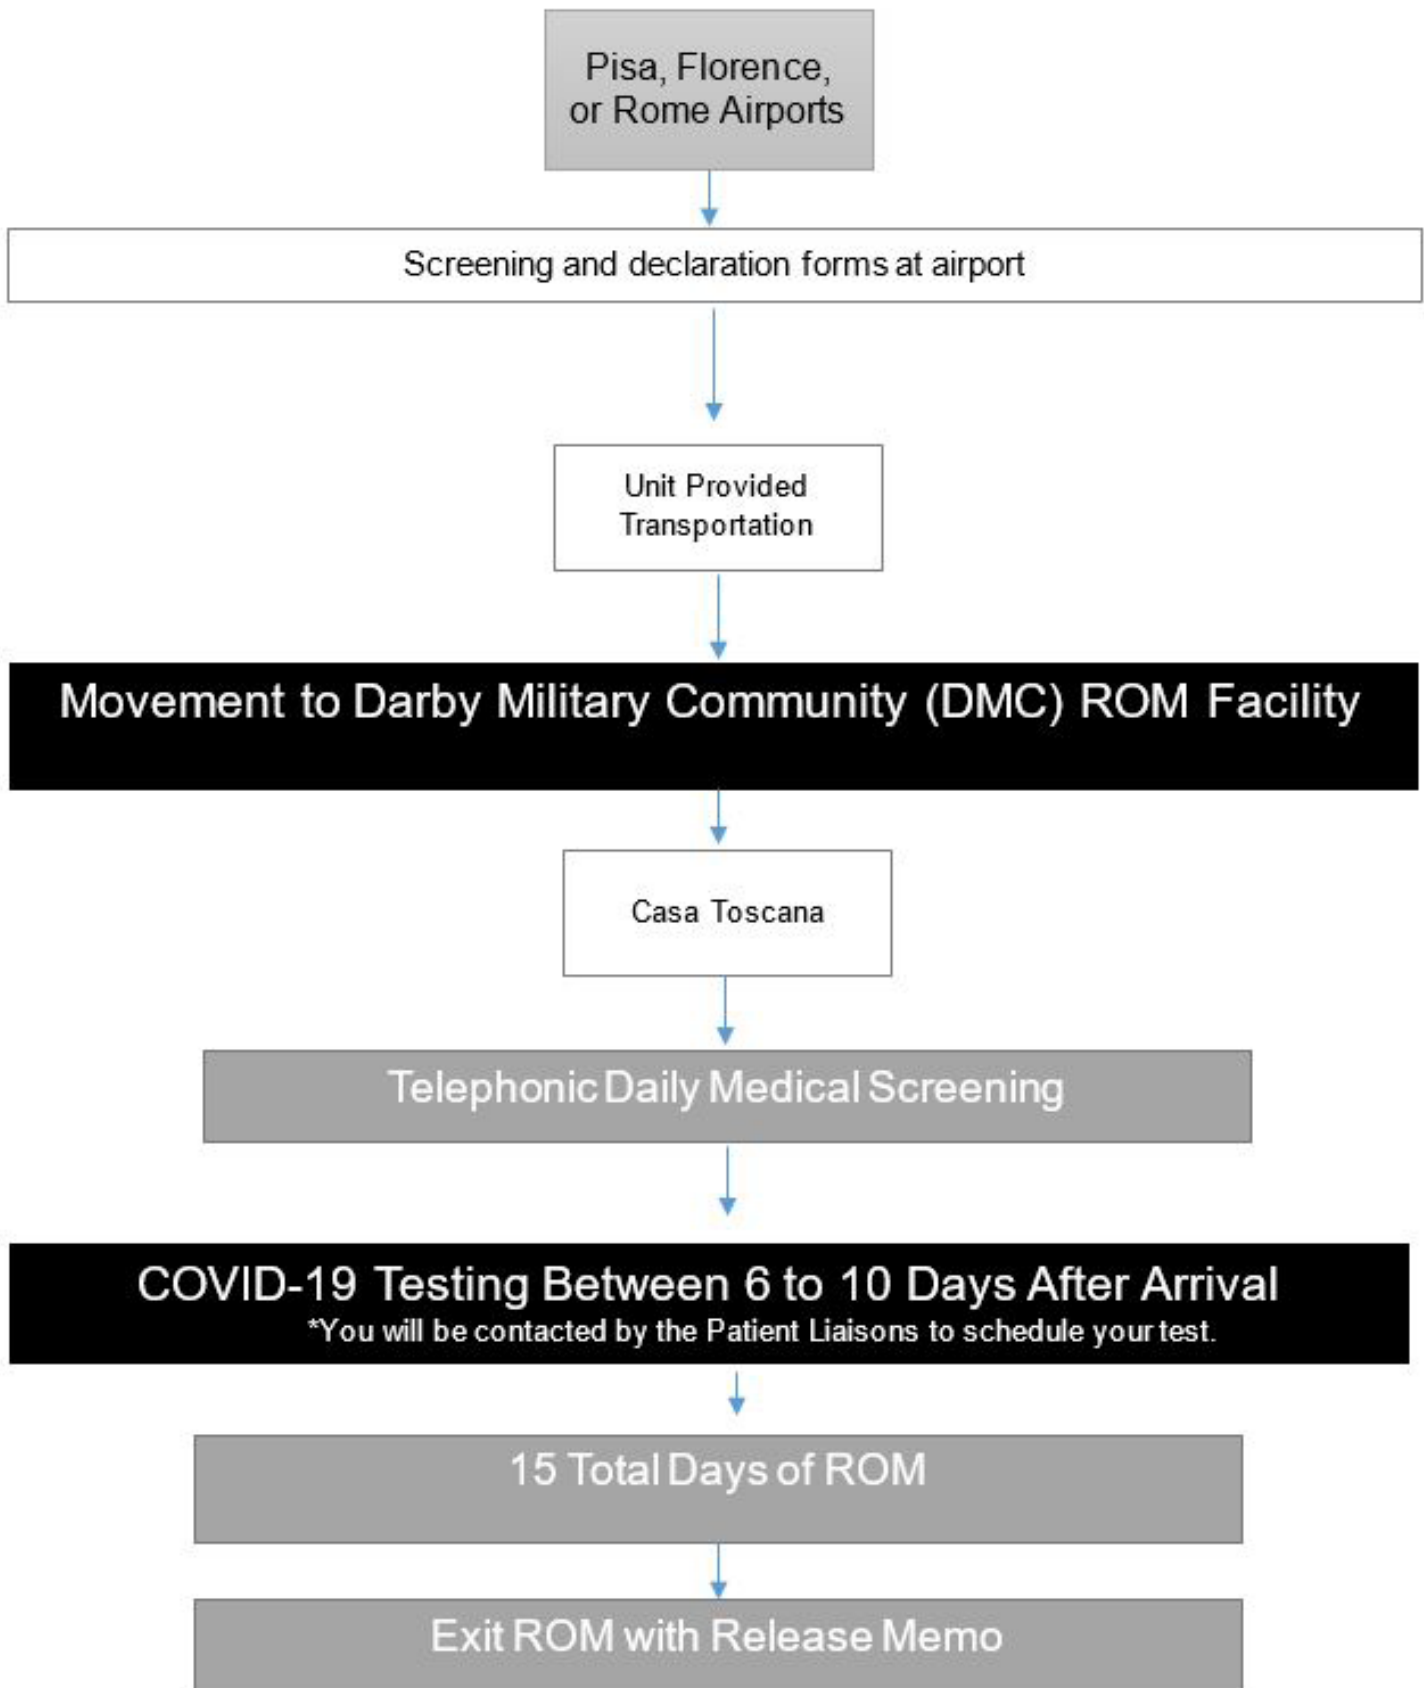 Pisa, Florence,
or Rome Airports
Screening and declaration forms at airport
Unit Provided
Transportation
Movement to Darby Military Community (DMC) ROM Facility
Casa Toscana
Telephonic Daily Medical Screening
COVID-19 Testing Between 6 to 10 Days After Arrival
*You will be contacted by the Patient Liaisons to schedule your test.
15 Total Days of ROM
Exit ROM with Release Memo